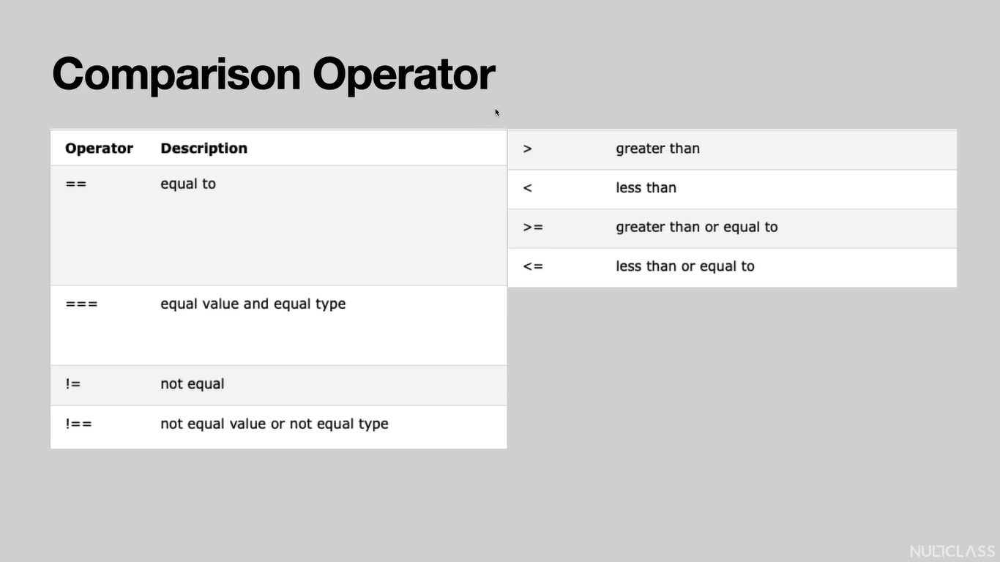 Comparison Operator
Operator Description
== equal to
=== equal value and equal type
!= not equal
!== not equal value or not equal type
> greater than
< less than
>= greater than or equal to
<= less than or equal to
NULLCLASS